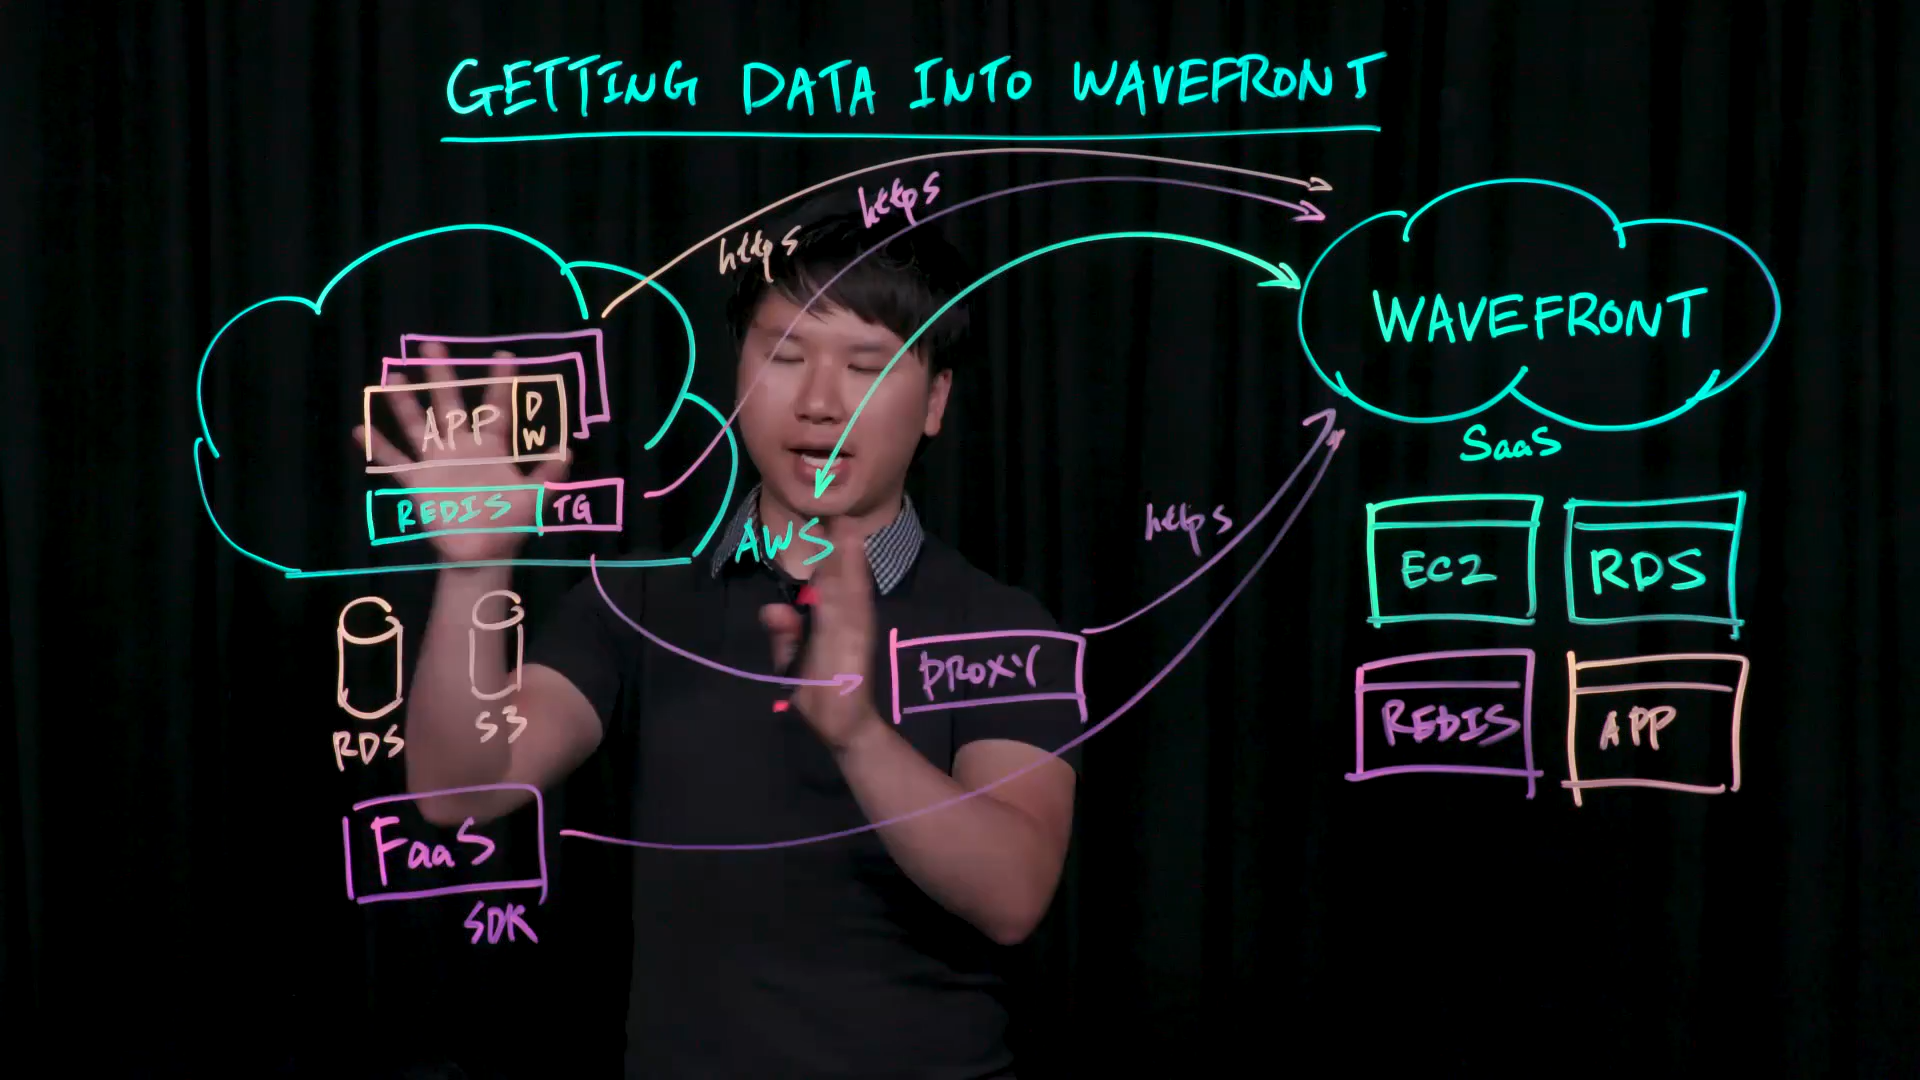 GETTING DATA INTO WAVEFRONT
https
https
WAVEFRONT
SaaS
APP
DW
REDIS
TG
AWS
https
EC2
RDS
PROXY
RDS
S3
REDIS
APP
FaaS
SDK